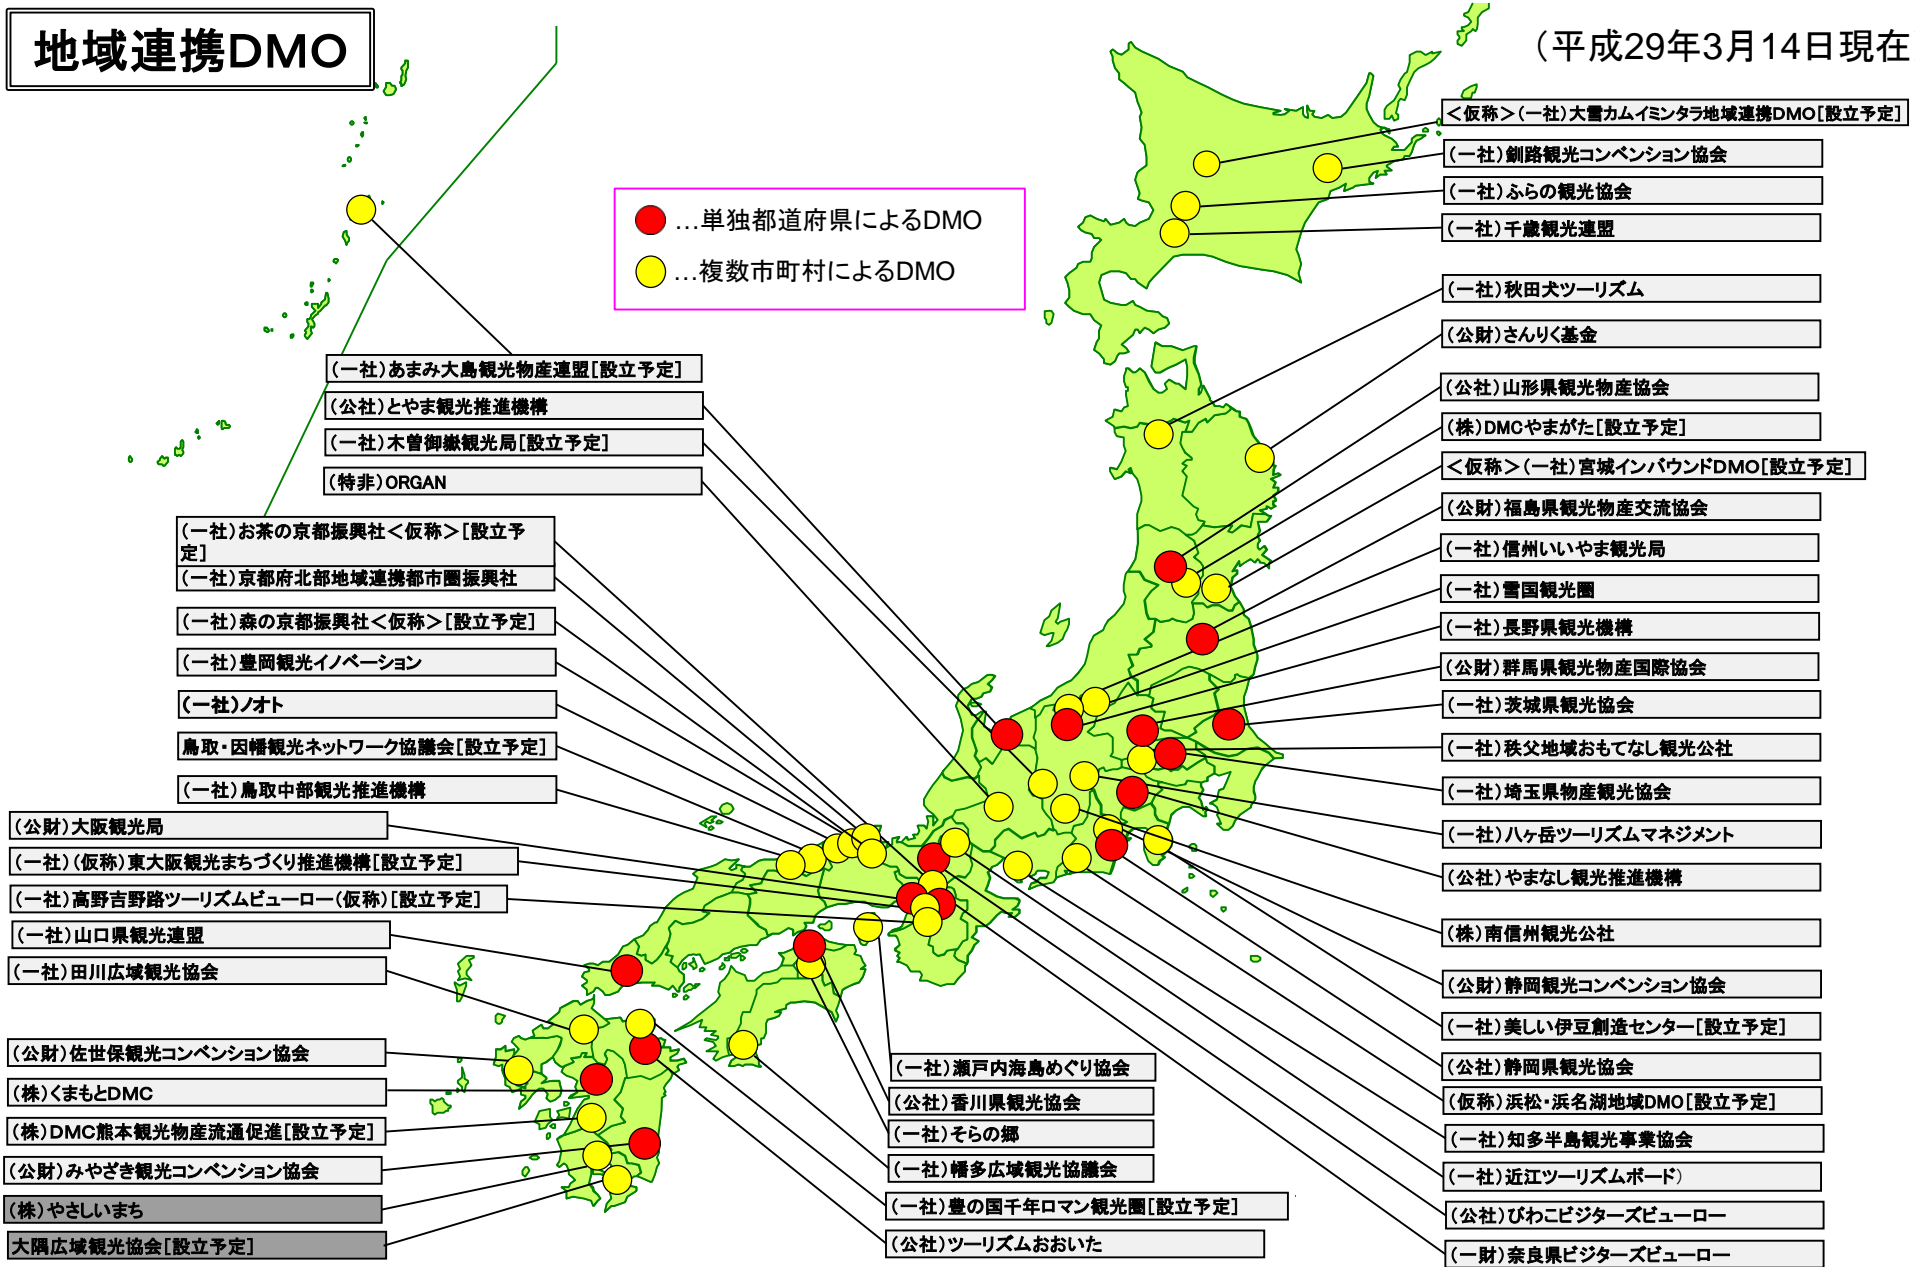 地域連携DMO
（平成29年3月14日現在
…単独都道府県によるDMO
…複数市町村によるDMO
＜仮称＞（一社）大雪カムイミンタラ地域連携DMO［設立予定］
（一社）釧路観光コンベンション協会
（一社）ふらの観光協会
（一社）千歳観光連盟
（一社）秋田犬ツーリズム
（公財）さんりく基金
（公社）山形県観光物産協会
（株）DMCやまがた［設立予定］
＜仮称＞（一社）宮城インバウンドDMO［設立予定］
（公財）福島県観光物産交流協会
（一社）信州いいやま観光局
（一社）雪国観光圏
（一社）長野県観光機構
（公財）群馬県観光物産国際協会
（一社）茨城県観光協会
（一社）秩父地域おもてなし観光公社
（一社）埼玉県物産観光協会
（一社）八ヶ岳ツーリズムマネジメント
（公社）やまなし観光推進機構
（株）南信州観光公社
（公財）静岡観光コンベンション協会
（一社）美しい伊豆創造センター［設立予定］
（公社）静岡県観光協会
（仮称）浜松・浜名湖地域DMO［設立予定］
（一社）知多半島観光事業協会
（一社）近江ツーリズムボード）
（公社）びわこビジターズビューロー
（一財）奈良県ビジターズビューロー
（一社）あまみ大島観光物産連盟［設立予定］
（公社）とやま観光推進機構
（一社）木曽御嶽観光局［設立予定］
（特非）ORGAN
（一社）お茶の京都振興社＜仮称＞［設立予
定］
（一社）京都府北部地域連携都市圏振興社
（一社）森の京都振興社＜仮称＞［設立予定］
（一社）豊岡観光イノベーション
（一社）ノオト
鳥取・因幡観光ネットワーク協議会［設立予定］
（一社）鳥取中部観光推進機構
（公財）大阪観光局
（一社）（仮称）東大阪観光まちづくり推進機構［設立予定］
（一社）高野吉野路ツーリズムビューロー（仮称）［設立予定］
（一社）山口県観光連盟
（一社）田川広域観光協会
（公財）佐世保観光コンベンション協会
（株）くまもとDMC
（株）DMC熊本観光物産流通促進［設立予定］
（公財）みやざき観光コンベンション協会
（株）やさしいまち
大隅広域観光協会［設立予定］
（一社）瀬戸内海島めぐり協会
（公社）香川県観光協会
（一社）そらの郷
（一社）幡多広域観光協議会
（一社）豊の国千年ロマン観光圏［設立予定］
（公社）ツーリズムおおいた